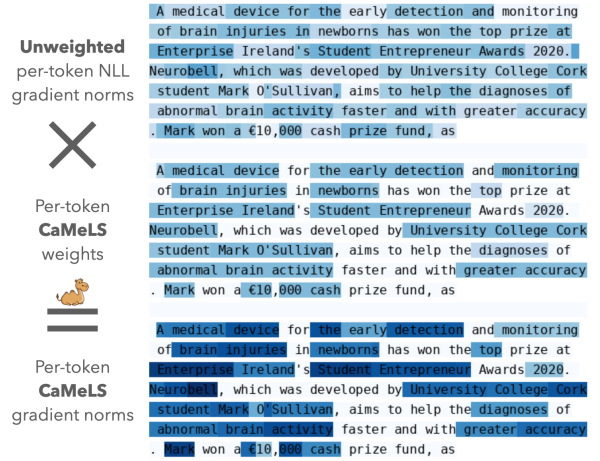 Unweighted
per-token NLL
gradient norms
A medical device for the early detection and monitoring
of brain injuries in newborns has won the top prize at
Enterprise Ireland's Student Entrepreneur Awards 2020.
Neurobell, which was developed by University College Cork
student Mark O'Sullivan, aims to help the diagnoses of
abnormal brain activity faster and with greater accuracy
. Mark won a €10,000 cash prize fund, as
Per-token
CaMeLS
weights
A medical device for the early detection and monitoring
of brain injuries in newborns has won the top prize at
Enterprise Ireland's Student Entrepreneur Awards 2020.
Neurobell, which was developed by University College Cork
student Mark O'Sullivan, aims to help the diagnoses of
abnormal brain activity faster and with greater accuracy
. Mark won a €10,000 cash prize fund, as
Per-token
CaMeLS
gradient norms
A medical device for the early detection and monitoring
of brain injuries in newborns has won the top prize at
Enterprise Ireland's Student Entrepreneur Awards 2020.
Neurobell, which was developed by University College Cork
student Mark O'Sullivan, aims to help the diagnoses of
abnormal brain activity faster and with greater accuracy
. Mark won a €10,000 cash prize fund, as